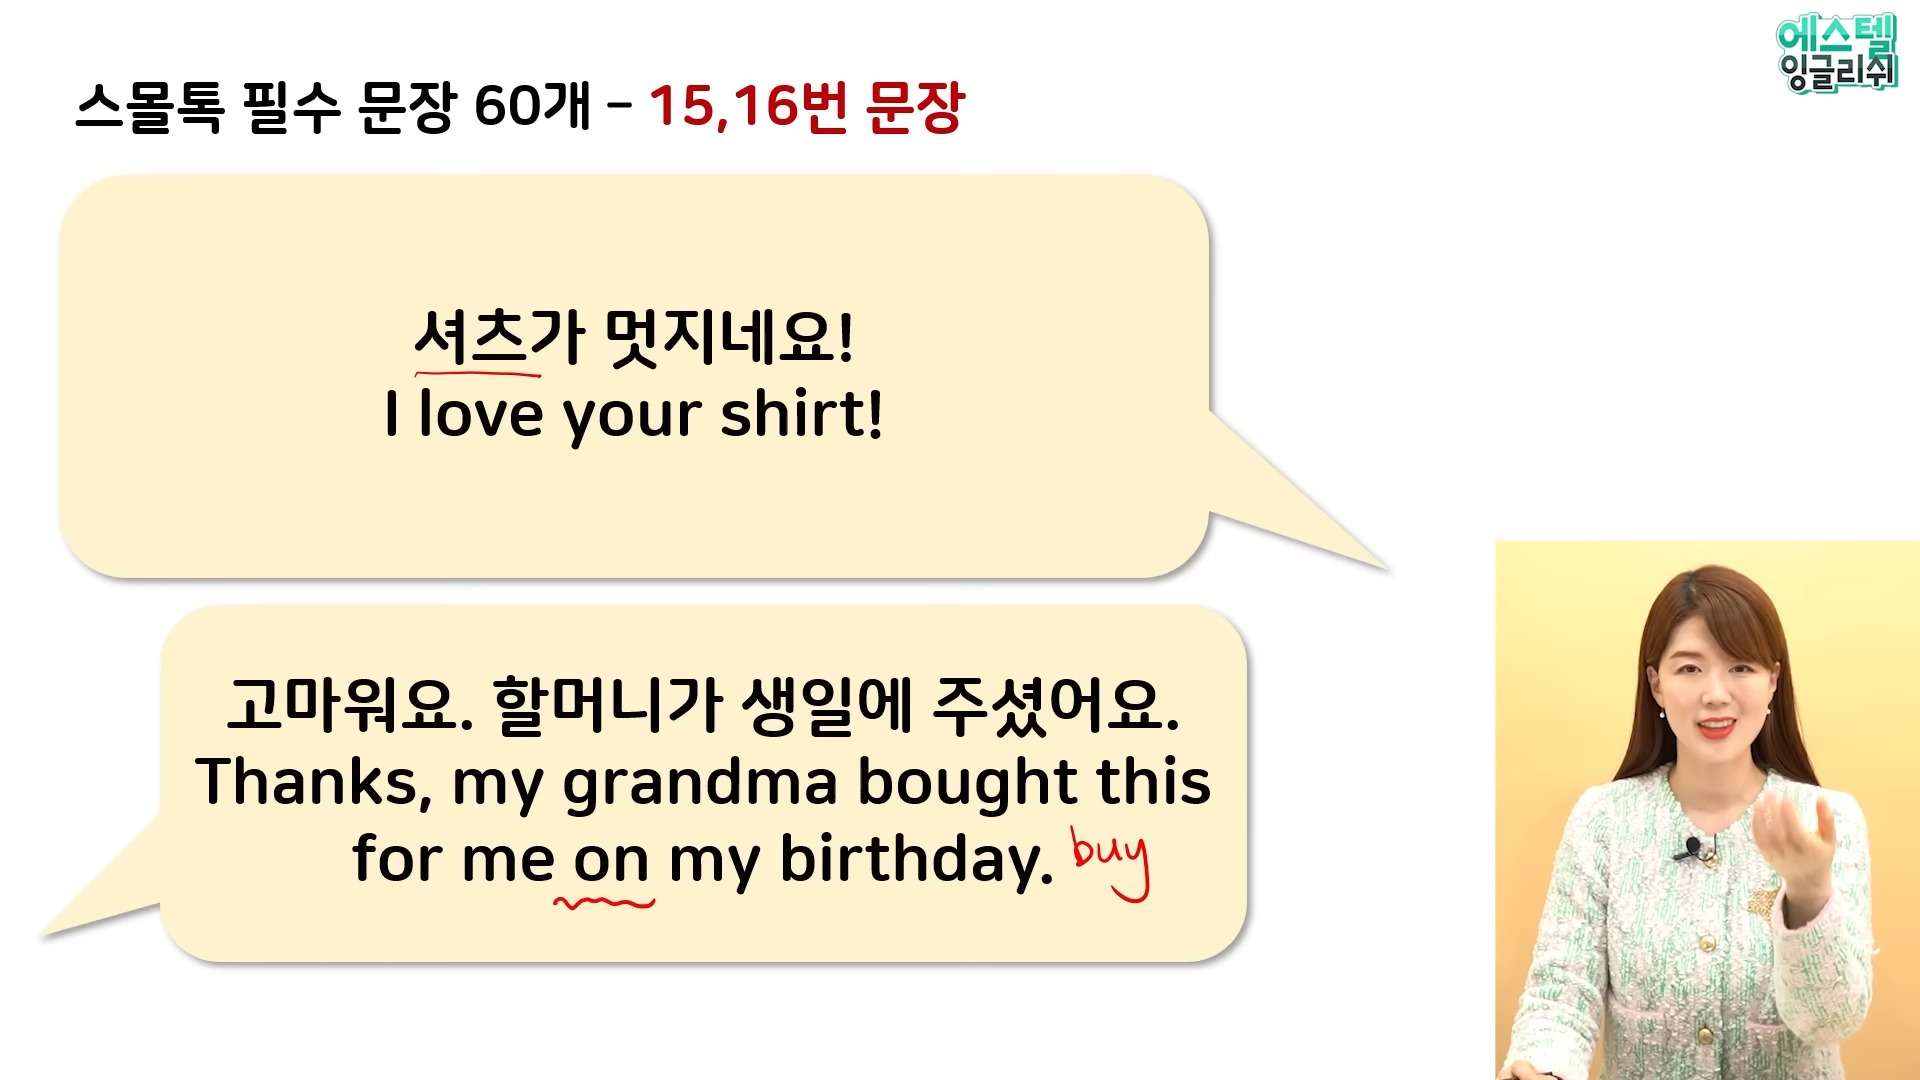 에스텔
잉글리쉬
스몰톡 필수 문장 60개 – 15,16번 문장
셔츠가 멋지네요!
I love your shirt!
고마워요. 할머니가 생일에 주셨어요.
Thanks, my grandma bought this
for me on my birthday. buy